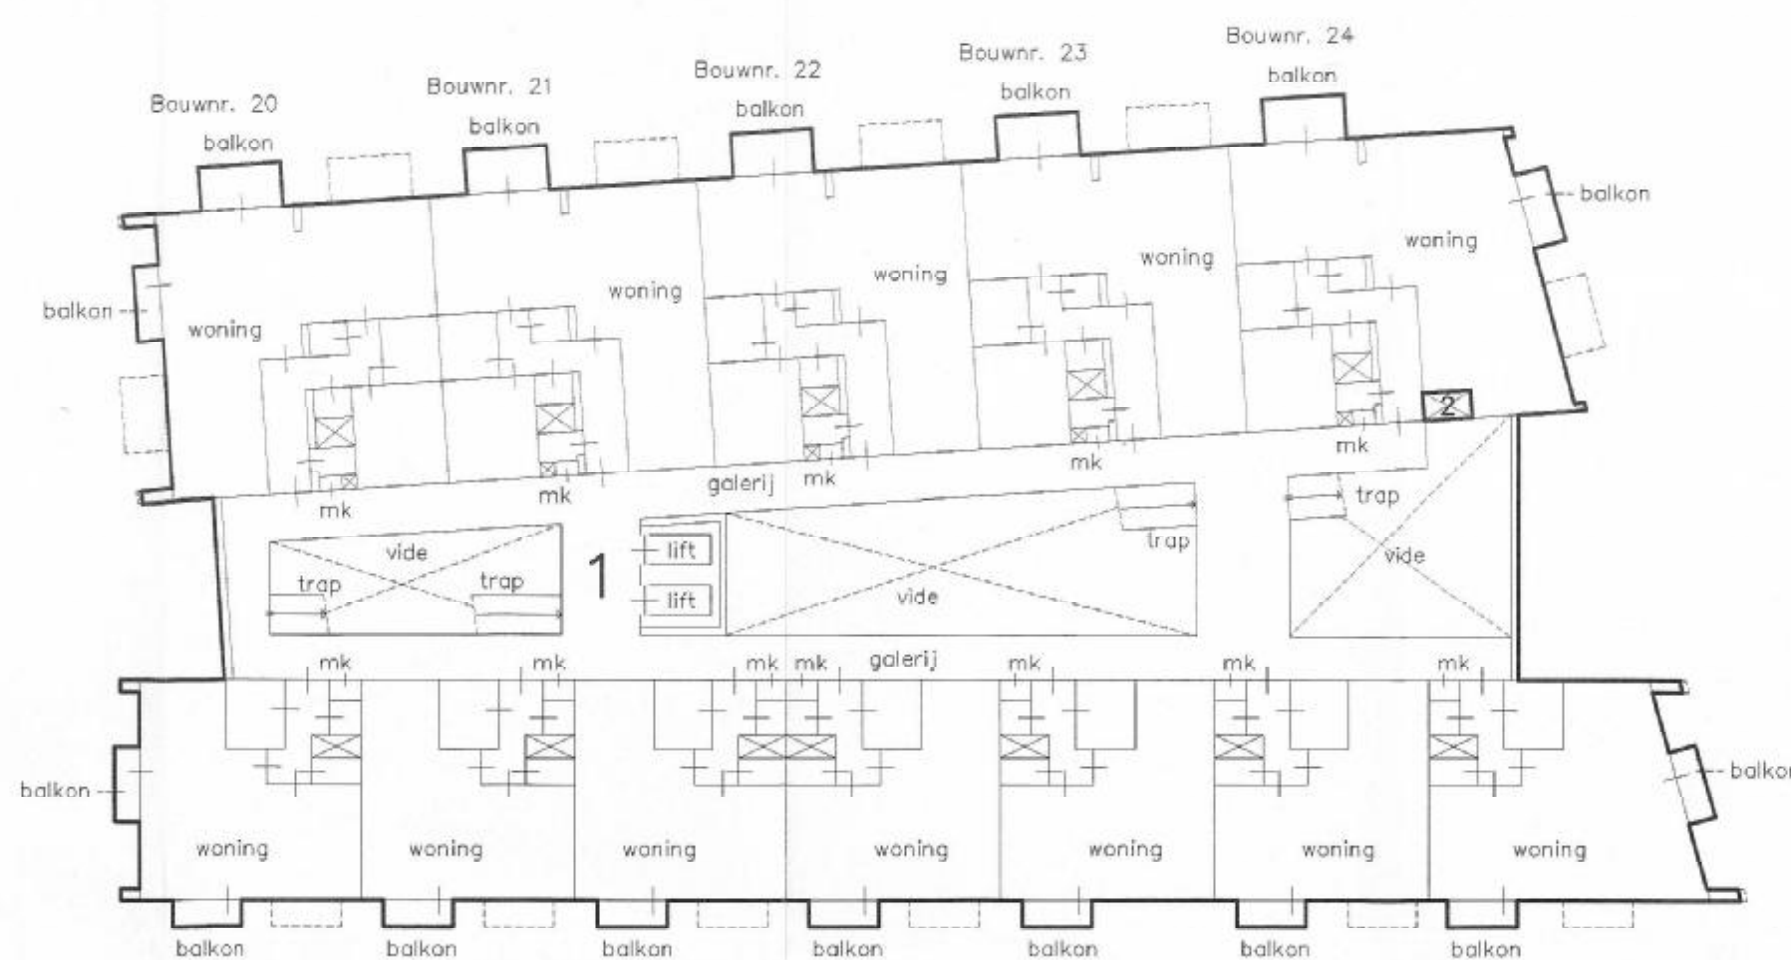 Bouwnr. 24
Bouwnr. 23
Bouwnr. 22
Bouwnr. 21
Bouwnr. 20
balkon
balkon
balkon
balkon
balkon
balkon
woning
woning
woning
woning
balkon
woning
2
mk
mk
mk
galerij
mk
mk
trap
vide
lift
trap
vide
1
trap
trap
lift
vide
mk
mk
mk
mk
galerij
mk
mk
mk
balkon
balkon
woning
woning
woning
woning
woning
woning
woning
balkon
balkon
balkon
balkon
balkon
balkon
balkon